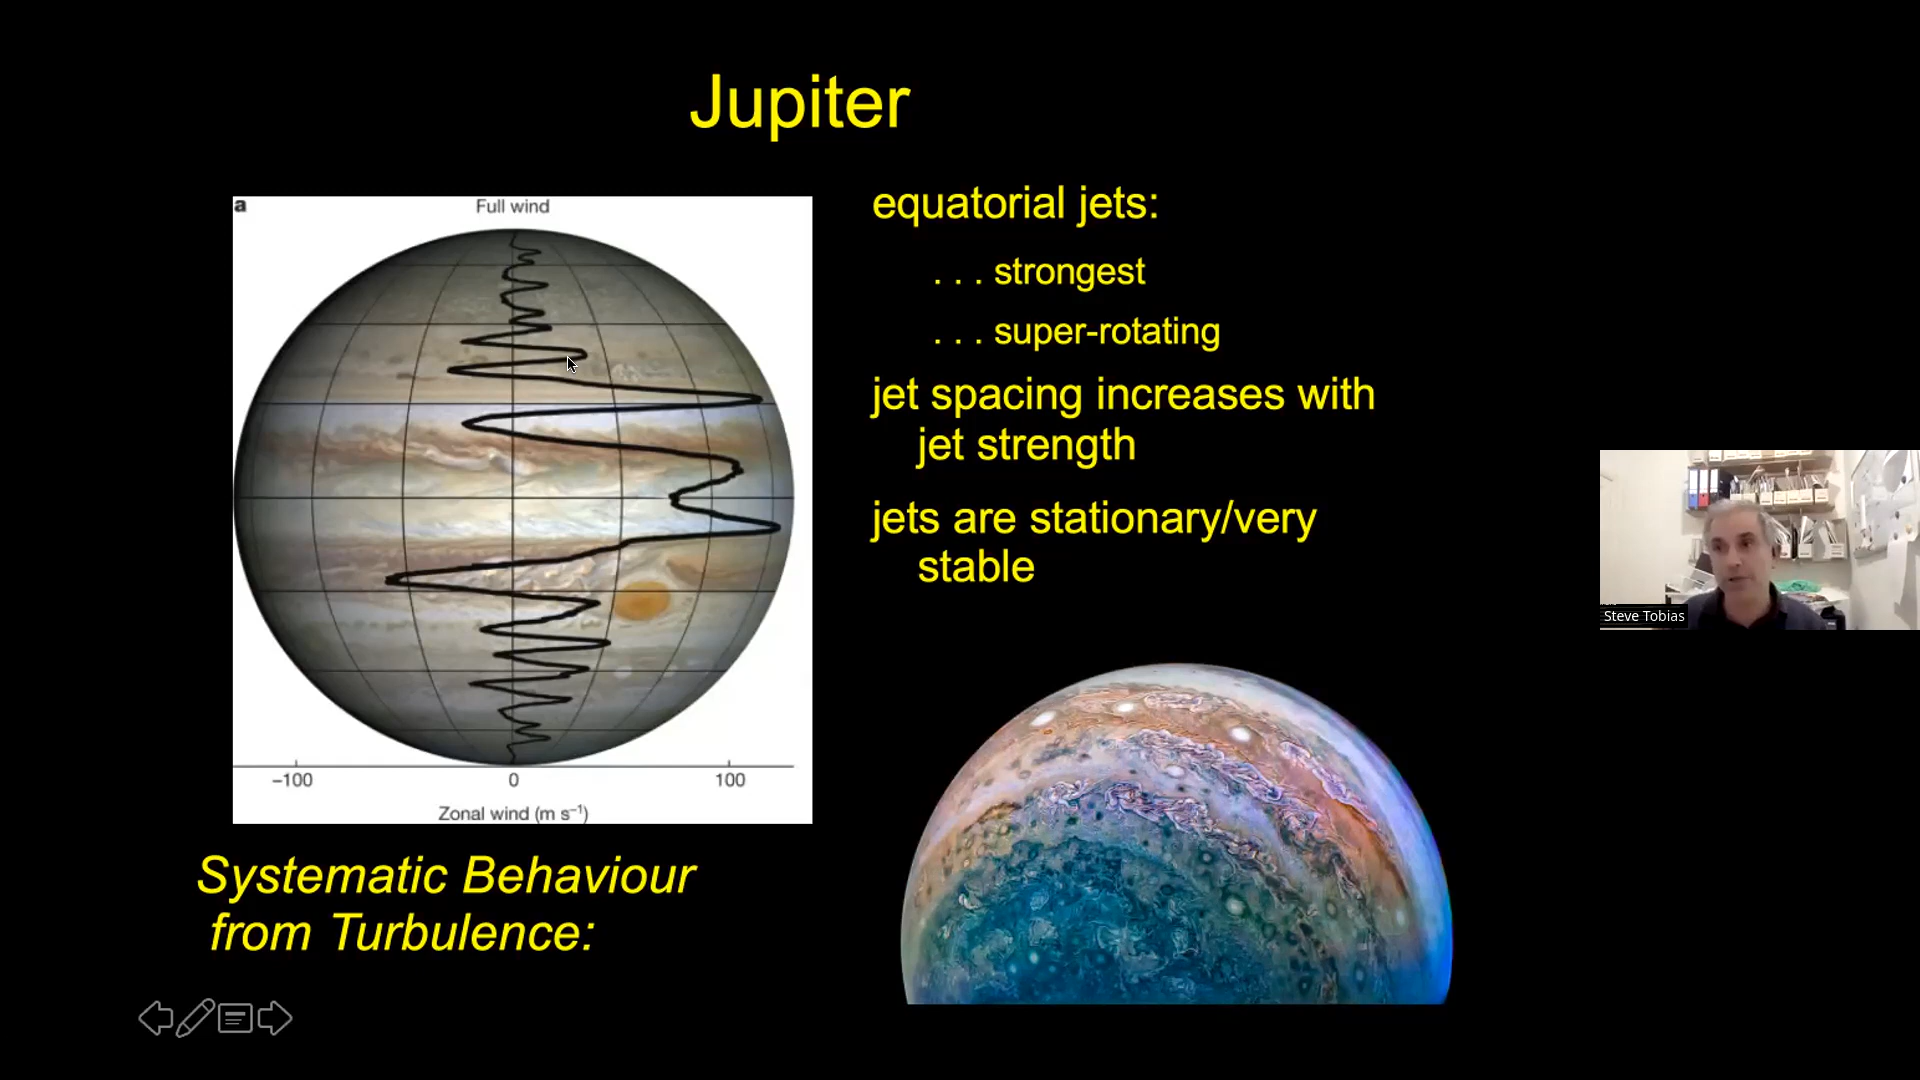 Jupiter
a
Full wind
−100 0 100
Zonal wind (m s⁻¹)
equatorial jets:
. . . strongest
. . . super-rotating
jet spacing increases with
jet strength
jets are stationary/very
stable
Steve Tobias
Systematic Behaviour
from Turbulence: